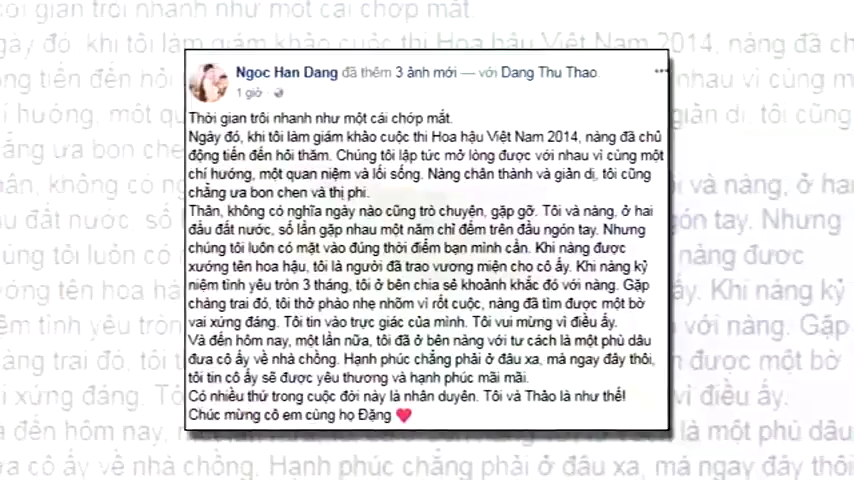 Ngoc Han Dang đã thêm 3 ảnh mới — với Dang Thu Thao.
1 giờ
Thời gian trôi nhanh như một cái chớp mắt.
Ngày đó, khi tôi làm giám khảo cuộc thi Hoa hậu Việt Nam 2014, nàng đã chủ
động tiến đến hỏi thăm. Chúng tôi lập tức mở lòng được với nhau vì cùng một
chí hướng, một quan niệm và lối sống. Nàng chân thành và giản dị, tôi cũng
chẳng ưa bon chen và thị phi.
Thân, không có nghĩa ngày nào cũng trò chuyện, gặp gỡ. Tôi và nàng, ở hai
đầu đất nước, số lần gặp nhau một năm chỉ đếm trên đầu ngón tay. Nhưng
chúng tôi luôn có mặt vào đúng thời điểm bạn mình cần. Khi nàng được
xướng tên hoa hậu, tôi là người đã trao vương miện cho cô ấy. Khi nàng kỷ
niệm tình yêu tròn 3 tháng, tôi ở bên chia sẻ khoảnh khắc đó với nàng. Gặp
chàng trai đó, tôi thở phào nhẹ nhõm vì rốt cuộc, nàng đã tìm được một bờ
vai xứng đáng. Tôi tin vào trực giác của mình. Tôi vui mừng vì điều ấy.
Và đến hôm nay, một lần nữa, tôi đã ở bên nàng với tư cách là một phù dâu
đưa cô ấy về nhà chồng. Hạnh phúc chẳng phải ở đâu xa, mà ngay đây thôi,
tôi tin cô ấy sẽ được yêu thương và hạnh phúc mãi mãi.
Có nhiều thứ trong cuộc đời này là nhân duyên. Tôi và Thảo là như thế!
Chúc mừng cô em cùng họ Đặng ❤